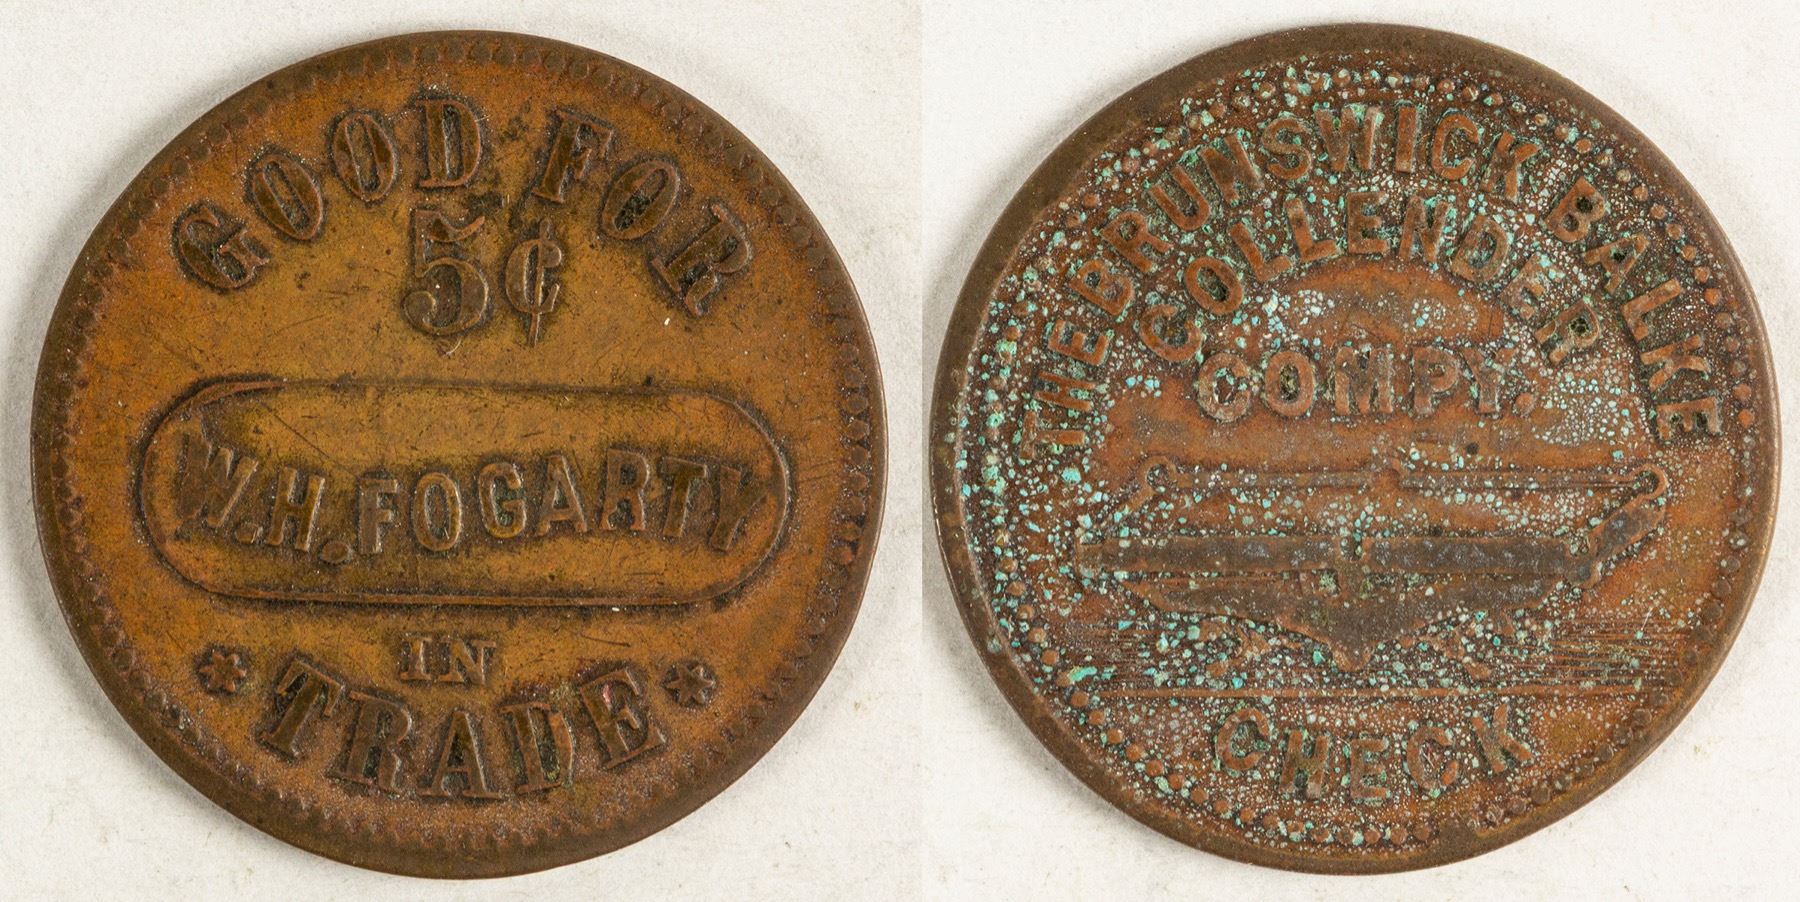 GOOD FOR
5¢
W.H. FOGARTY
IN
* TRADE *
THE BRUNSWICK BALKE
COLLENDER
COMPY.
CHECK